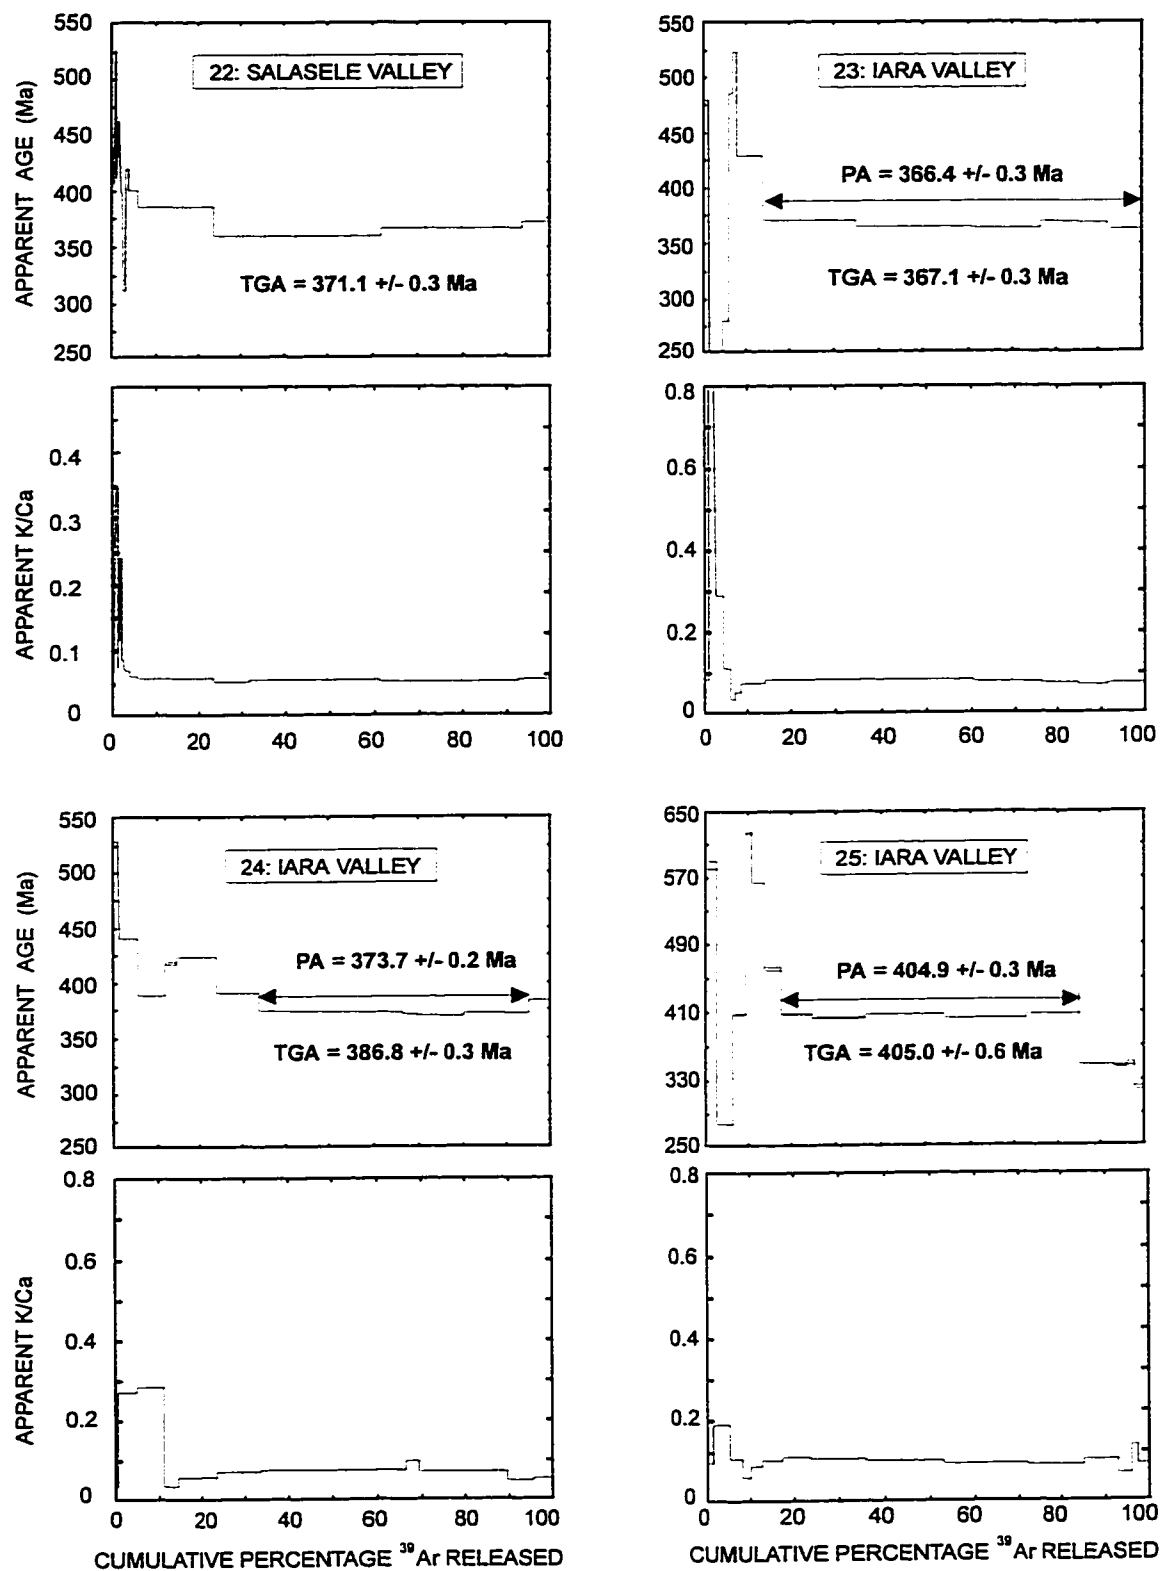 550
500
450
400
350
300
250
APPARENT AGE (Ma)
22: SALASELE VALLEY
TGA = 371.1 +/- 0.3 Ma
0.4
0.3
0.2
0.1
0
APPARENT K/Ca
0 20 40 60 80 100
550
500
450
400
350
300
250
23: IARA VALLEY
PA = 366.4 +/- 0.3 Ma
TGA = 367.1 +/- 0.3 Ma
0.8
0.6
0.4
0.2
0
0 20 40 60 80 100
550
500
450
400
350
300
250
APPARENT AGE (Ma)
24: IARA VALLEY
PA = 373.7 +/- 0.2 Ma
TGA = 386.8 +/- 0.3 Ma
0.8
0.6
0.4
0.2
0
APPARENT K/Ca
0 20 40 60 80 100
CUMULATIVE PERCENTAGE ³⁹Ar RELEASED
650
570
490
410
330
250
25: IARA VALLEY
PA = 404.9 +/- 0.3 Ma
TGA = 405.0 +/- 0.6 Ma
0.8
0.6
0.4
0.2
0
0 20 40 60 80 100
CUMULATIVE PERCENTAGE ³⁹Ar RELEASED